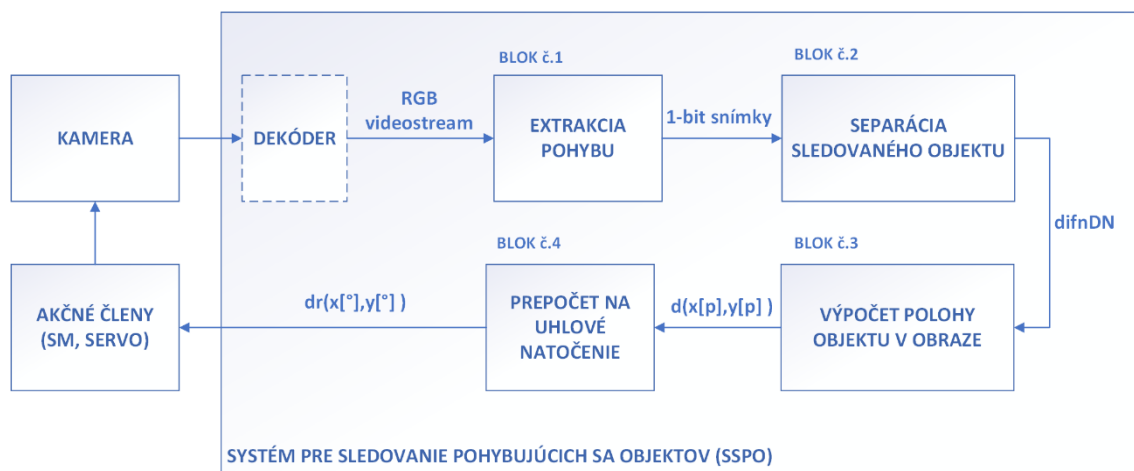 BLOK č.1
BLOK č.2
KAMERA
DEKÓDER
RGB
videostream
EXTRAKCIA
POHYBU
1-bit snímky
SEPARÁCIA
SLEDOVANÉHO OBJEKTU
difnDN
BLOK č.4
BLOK č.3
AKČNÉ ČLENY
(SM, SERVO)
dr(x[°],y[°] )
PREPOČET NA
UHLOVÉ
NATOČENIE
d(x[p],y[p] )
VÝPOČET POLOHY
OBJEKTU V OBRAZE
SYSTÉM PRE SLEDOVANIE POHYBUJÚCICH SA OBJEKTOV (SSPO)